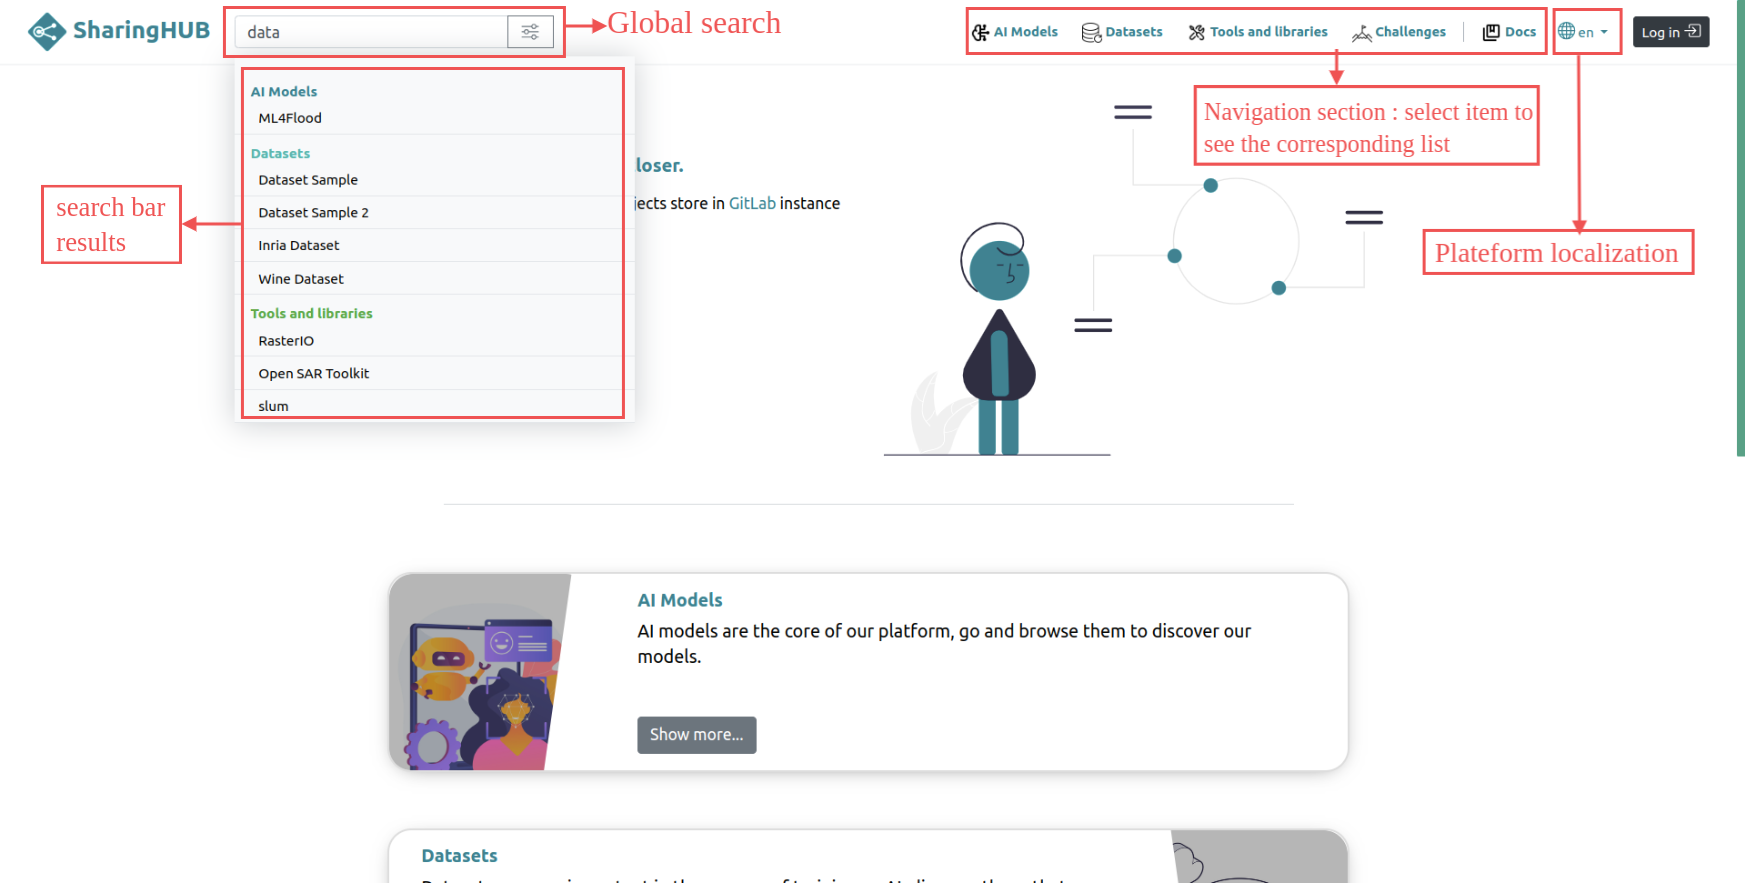 SharingHUB
data
Global search
AI Models
Datasets
Tools and libraries
Challenges
Docs
en
Log in
AI Models
ML4Flood
Datasets
Dataset Sample
Dataset Sample 2
Inria Dataset
Wine Dataset
Tools and libraries
RasterIO
Open SAR Toolkit
slum
search bar
results
loser.
jects store in GitLab instance
Navigation section : select item to
see the corresponding list
Plateform localization
AI Models
AI models are the core of our platform, go and browse them to discover our
models.
Show more...
Datasets